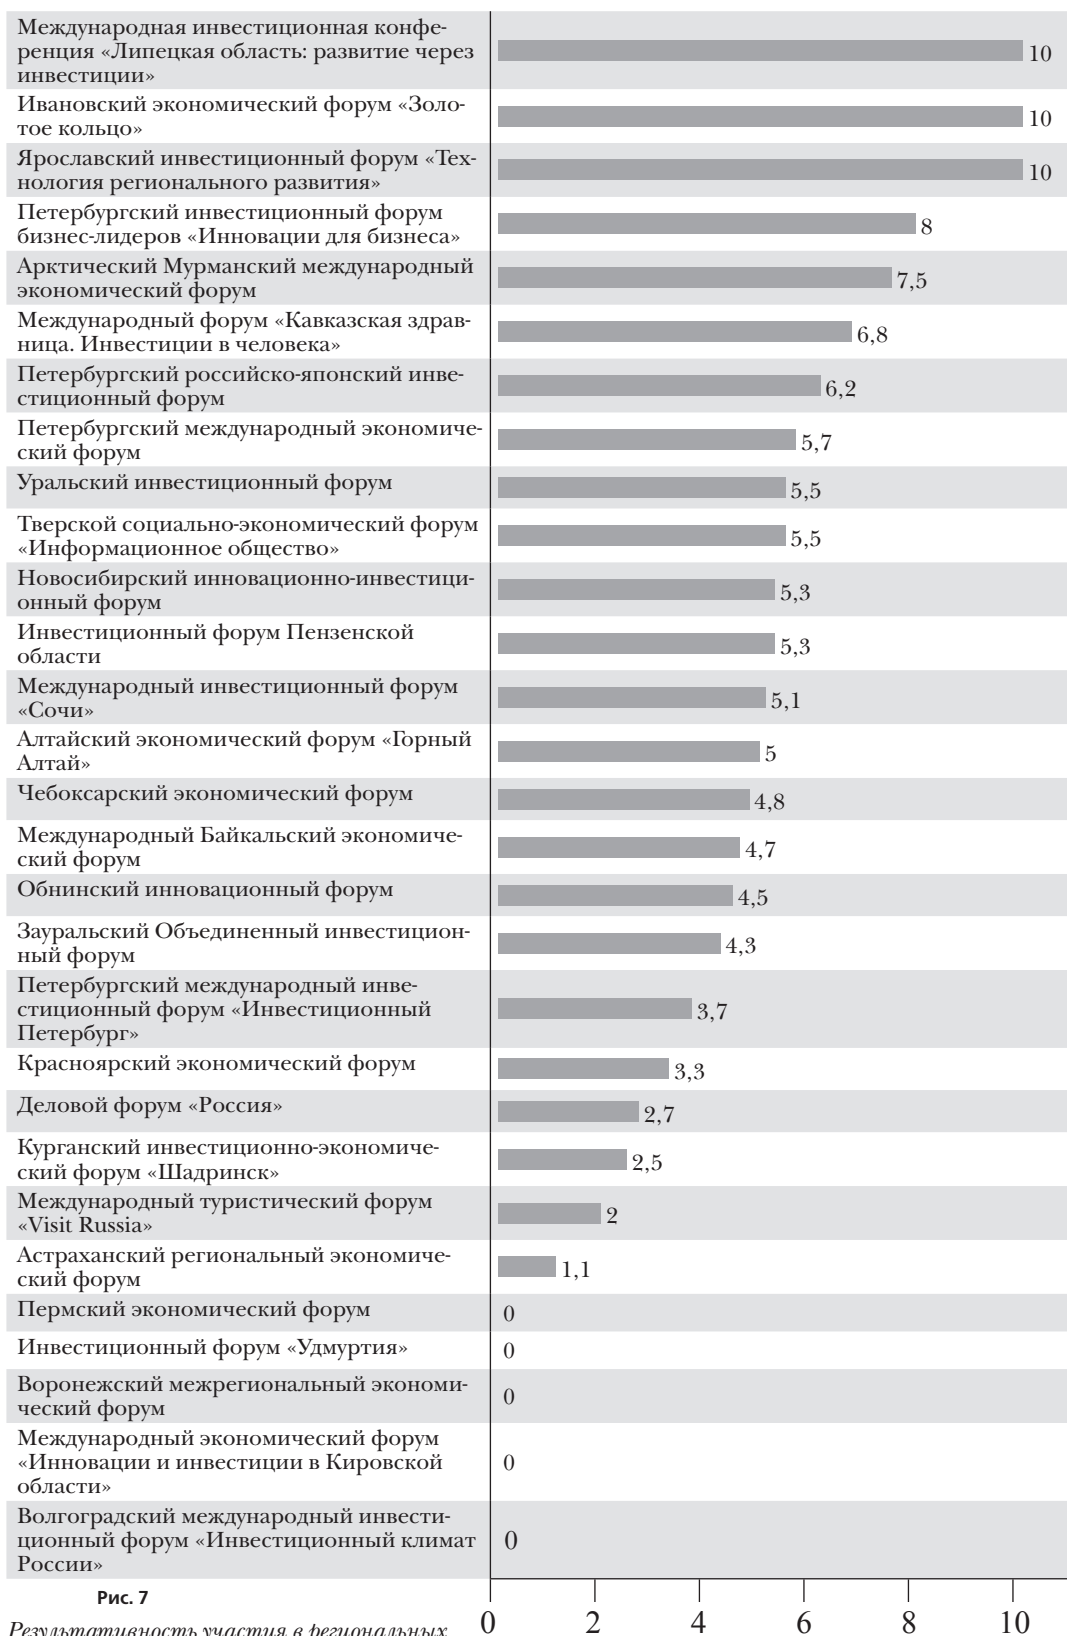 Международная инвестиционная конфе-
ренция «Липецкая область: развитие через
инвестиции»
10
Ивановский экономический форум «Золо-
тое кольцо»
10
Ярославский инвестиционный форум «Тех-
нология регионального развития»
10
Петербургский инвестиционный форум
бизнес-лидеров «Инновации для бизнеса»
8
Арктический Мурманский международный
экономический форум
7,5
Международный форум «Кавказская здрав-
ница. Инвестиции в человека»
6,8
Петербургский российско-японский инве-
стиционный форум
6,2
Петербургский международный экономиче-
ский форум
5,7
Уральский инвестиционный форум
5,5
Тверской социально-экономический форум
«Информационное общество»
5,5
Новосибирский инновационно-инвестици-
онный форум
5,3
Инвестиционный форум Пензенской
области
5,3
Международный инвестиционный форум
«Сочи»
5,1
Алтайский экономический форум «Горный
Алтай»
5
Чебоксарский экономический форум
4,8
Международный Байкальский экономиче-
ский форум
4,7
Обнинский инновационный форум
4,5
Зауральский Объединенный инвестицион-
ный форум
4,3
Петербургский международный инве-
стиционный форум «Инвестиционный
Петербург»
3,7
Красноярский экономический форум
3,3
Деловой форум «Россия»
2,7
Курганский инвестиционно-экономиче-
ский форум «Шадринск»
2,5
Международный туристический форум
«Visit Russia»
2
Астраханский региональный экономиче-
ский форум
1,1
Пермский экономический форум
0
Инвестиционный форум «Удмуртия»
0
Воронежский межрегиональный экономи-
ческий форум
0
Международный экономический форум
«Инновации и инвестиции в Кировской
области»
0
Волгоградский международный инвести-
ционный форум «Инвестиционный климат
России»
0
Рис. 7
0 2 4 6 8 10
Результативность участия в региональных